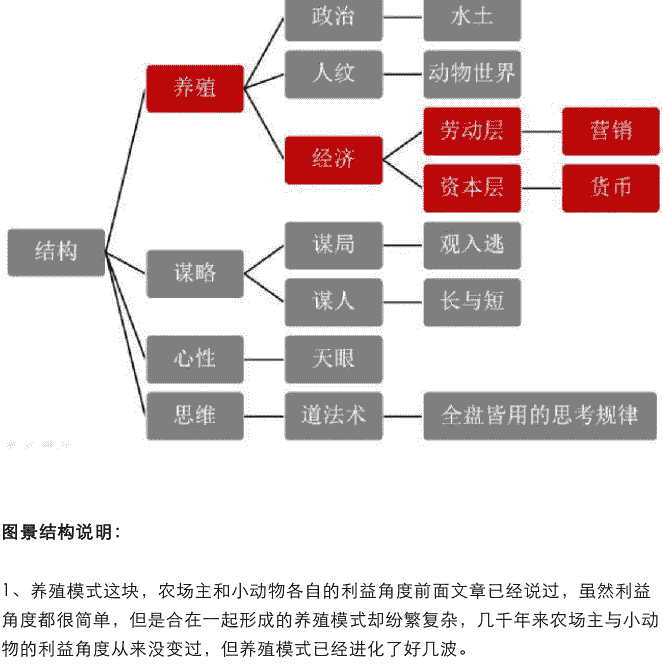 政治
水土
养殖
人纹
动物世界
经济
劳动层
营销
资本层
货币
结构
谋略
谋局
观入逃
谋人
长与短
心性
天眼
思维
道法术
全盘皆用的思考规律
图景结构说明：
1、养殖模式这块，农场主和小动物各自的利益角度前面文章已经说过，虽然利益
角度都很简单，但是合在一起形成的养殖模式却纷繁复杂，几千年来农场主与小动
物的利益角度从来没变过，但养殖模式已经进化了好几波。